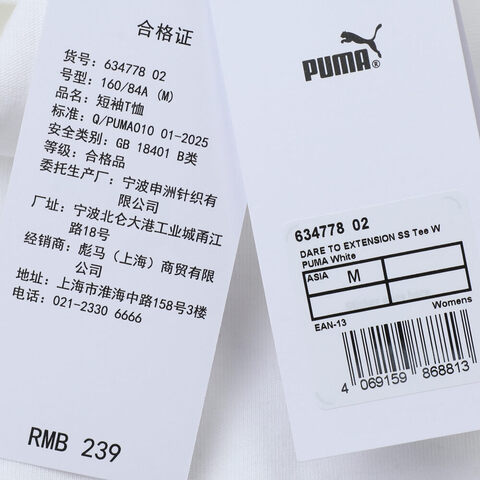 合格证
货号: 634778 02
号型: 160/84A (M)
品名: 短袖T恤
标准: Q/PUMA010 01-2025
安全类别: GB 18401 B类
等级: 合格品
委托生产厂: 宁波申洲针织有
限公司
厂址: 宁波北仑大港工业城甬江
路18号
经销商: 彪马（上海）商贸有限
公司
地址: 上海市淮海中路158号3楼
电话: 021-2330 6666
RMB 239
PUMA®
634778 02
DARE TO EXTENSION SS Tee W
PUMA White
ASIA M
Womens
EAN-13
4 069159 868813